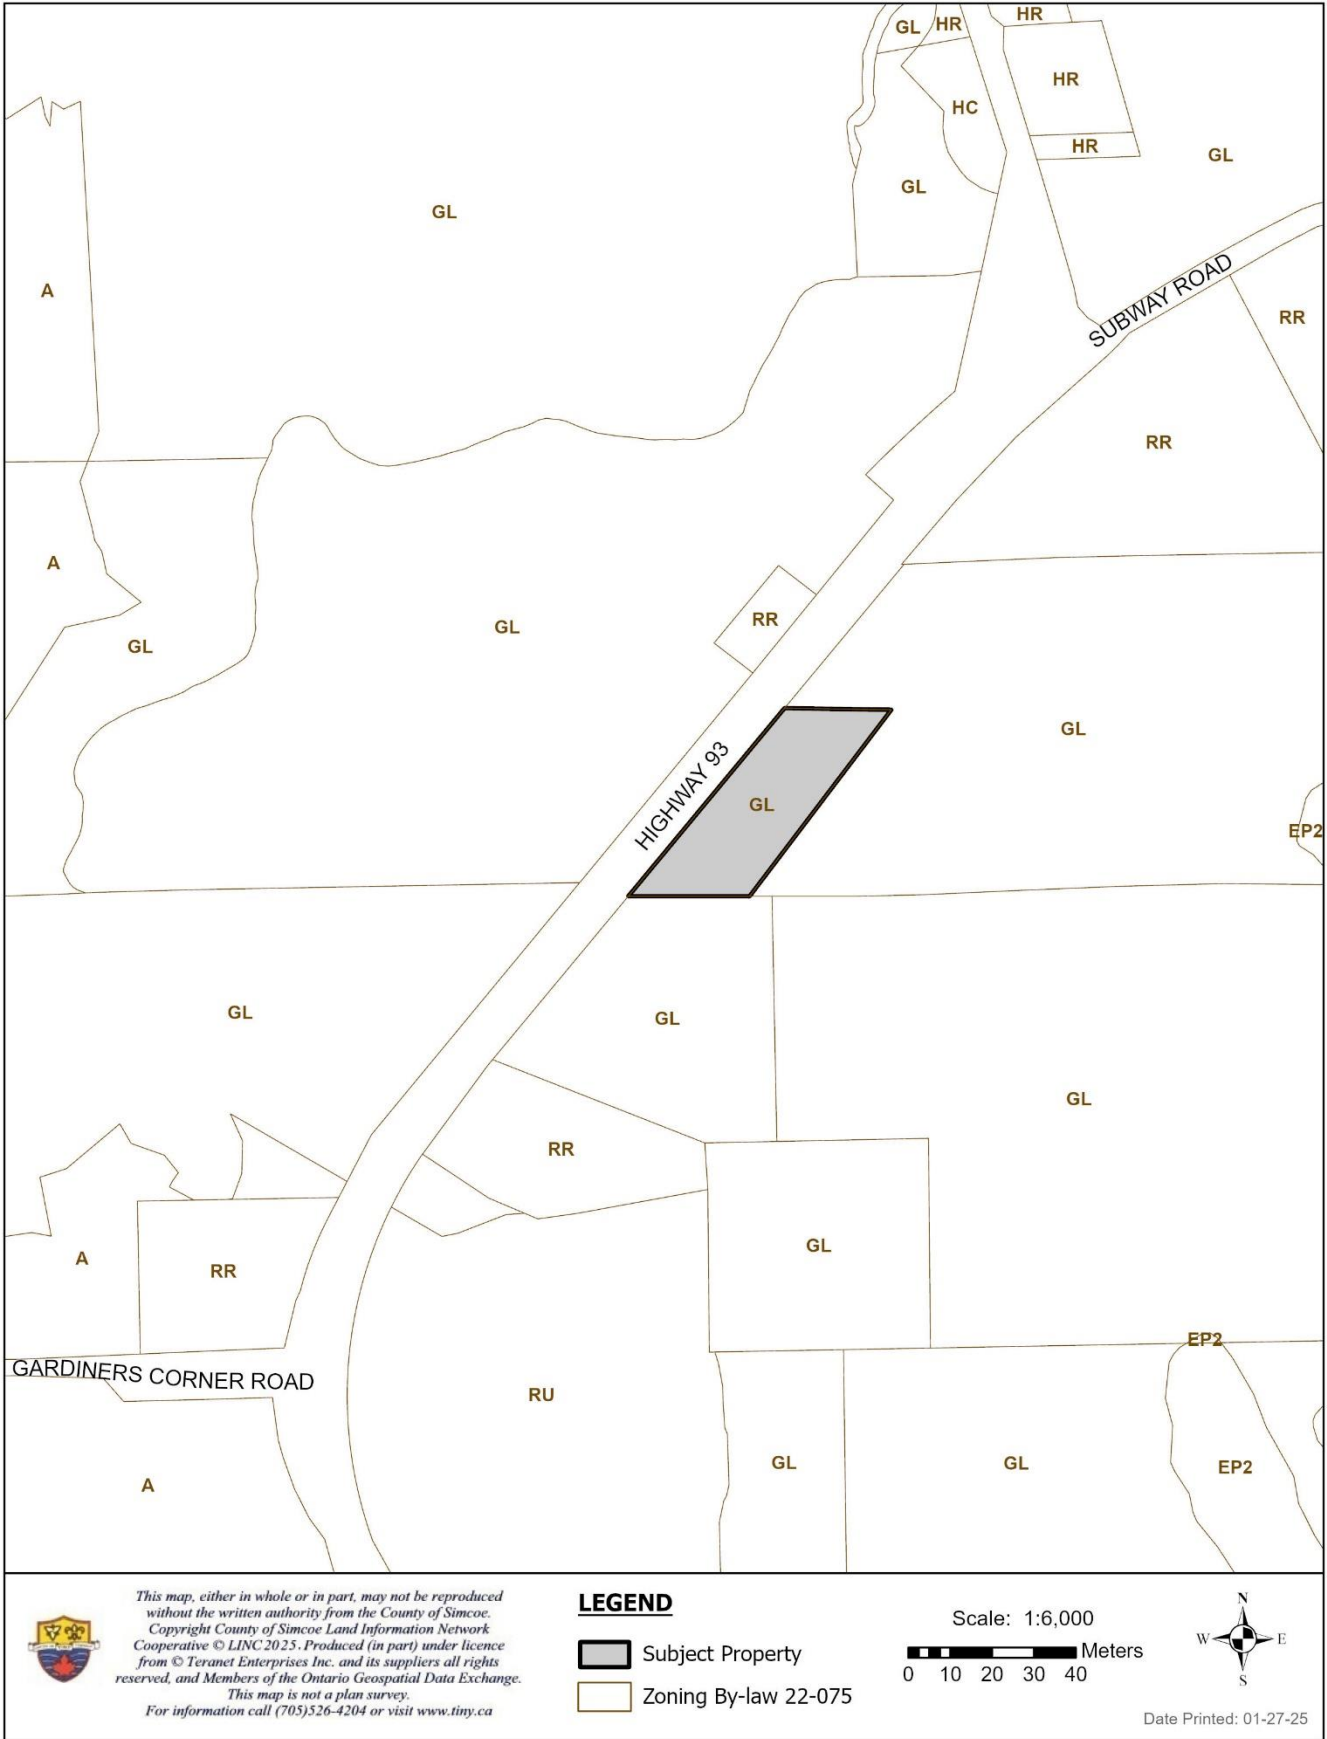 HR
GL HR
HR
HC
HR
GL
GL
GL
A
SUBWAY ROAD
RR
RR
A
RR
GL
GL
GL
HIGHWAY 93
GL
EP2
GL
GL
GL
RR
GL
A
RR
EP2
GARDINERS CORNER ROAD
RU
GL
GL
EP2
A
This map, either in whole or in part, may not be reproduced
without the written authority from the County of Simcoe.
Copyright County of Simcoe Land Information Network
Cooperative © LINC 2025. Produced (in part) under licence
from © Teranet Enterprises Inc. and its suppliers all rights
reserved, and Members of the Ontario Geospatial Data Exchange.
This map is not a plan survey.
For information call (705)526-4204 or visit www.tiny.ca
LEGEND
Subject Property
Zoning By-law 22-075
Scale: 1:6,000
Meters
0 10 20 30 40
N
W E
S
Date Printed: 01-27-25